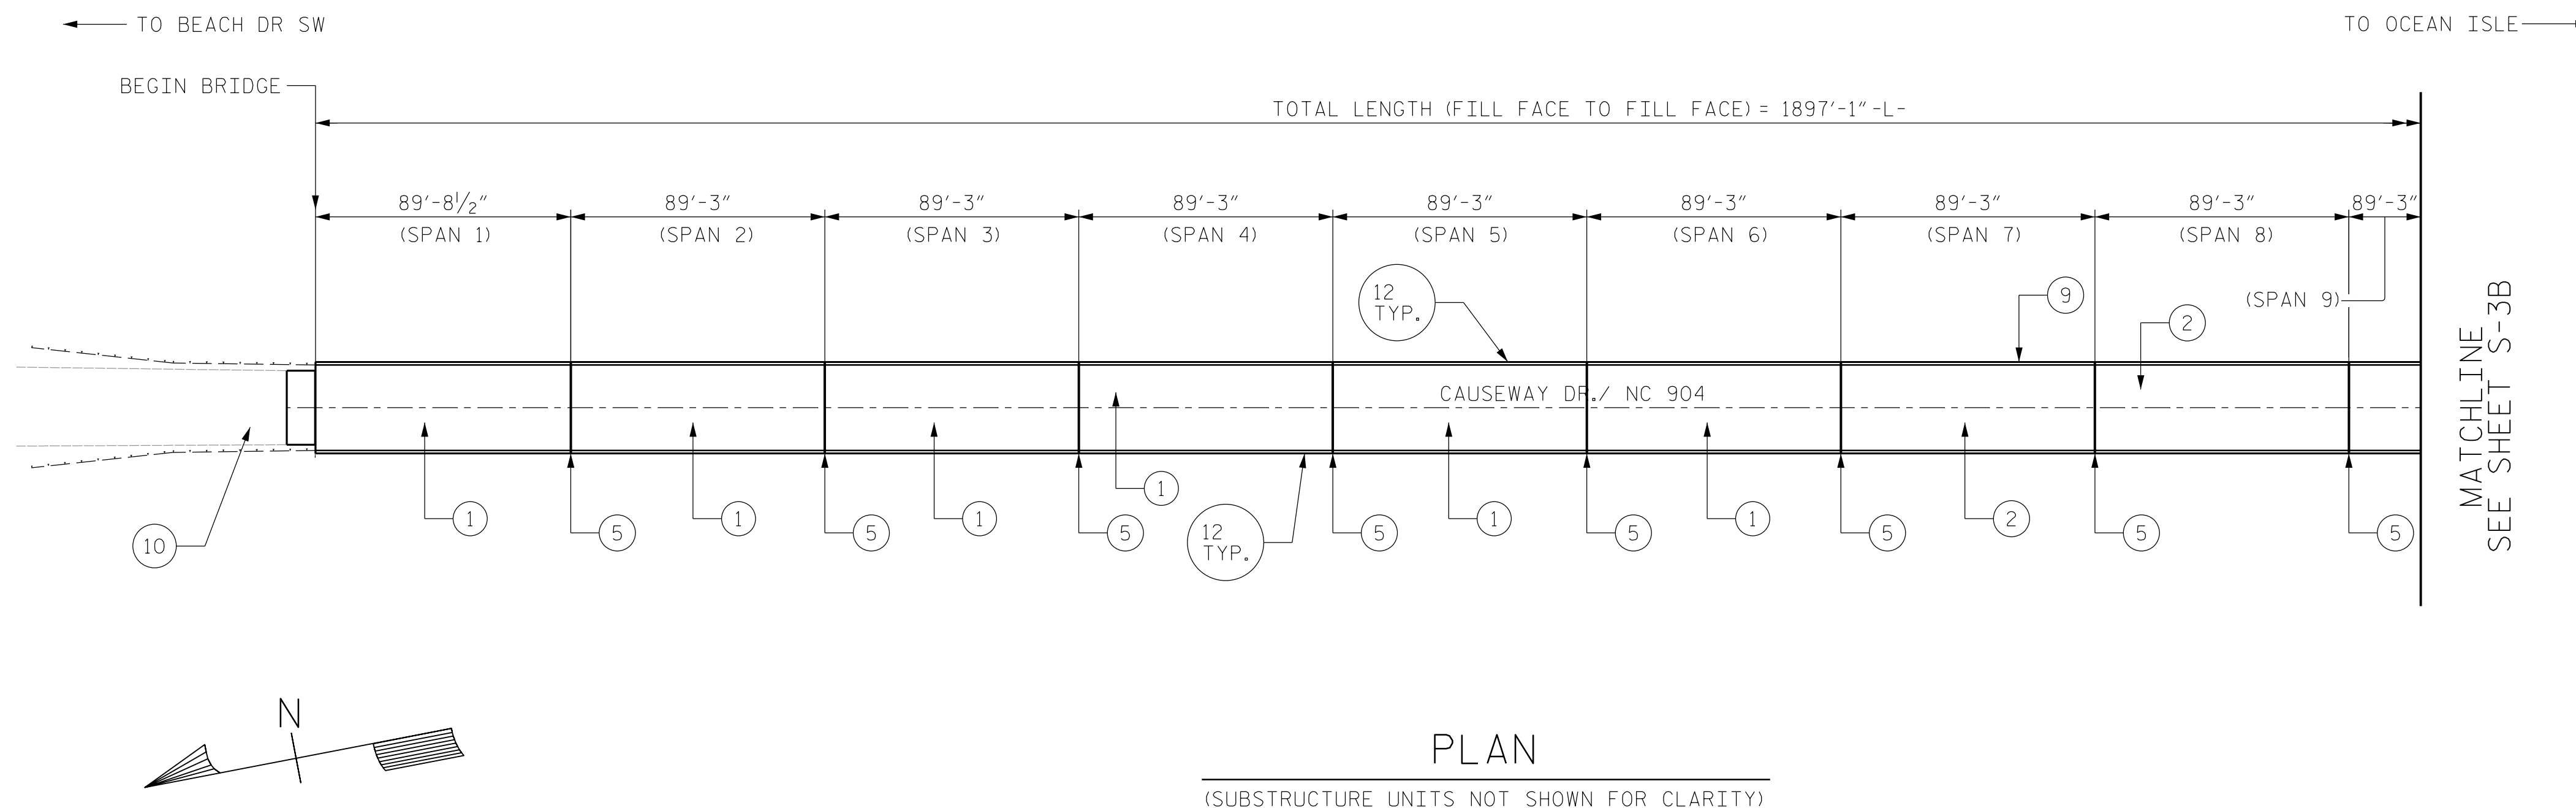 TO BEACH DR SW
TO OCEAN ISLE
BEGIN BRIDGE
TOTAL LENGTH (FILL FACE TO FILL FACE) = 1897'-1" -L-
89'-8½"
89'-3"
89'-3"
89'-3"
89'-3"
89'-3"
89'-3"
89'-3"
89'-3"
(SPAN 1)
(SPAN 2)
(SPAN 3)
(SPAN 4)
(SPAN 5)
(SPAN 6)
(SPAN 7)
(SPAN 8)
(SPAN 9)
12
TYP.
9
2
CAUSEWAY DR./ NC 904
MATCHLINE
SEE SHEET S-3B
1
10
1
5
1
5
1
5
12
TYP.
5
1
5
1
5
2
5
5
N
PLAN
(SUBSTRUCTURE UNITS NOT SHOWN FOR CLARITY)